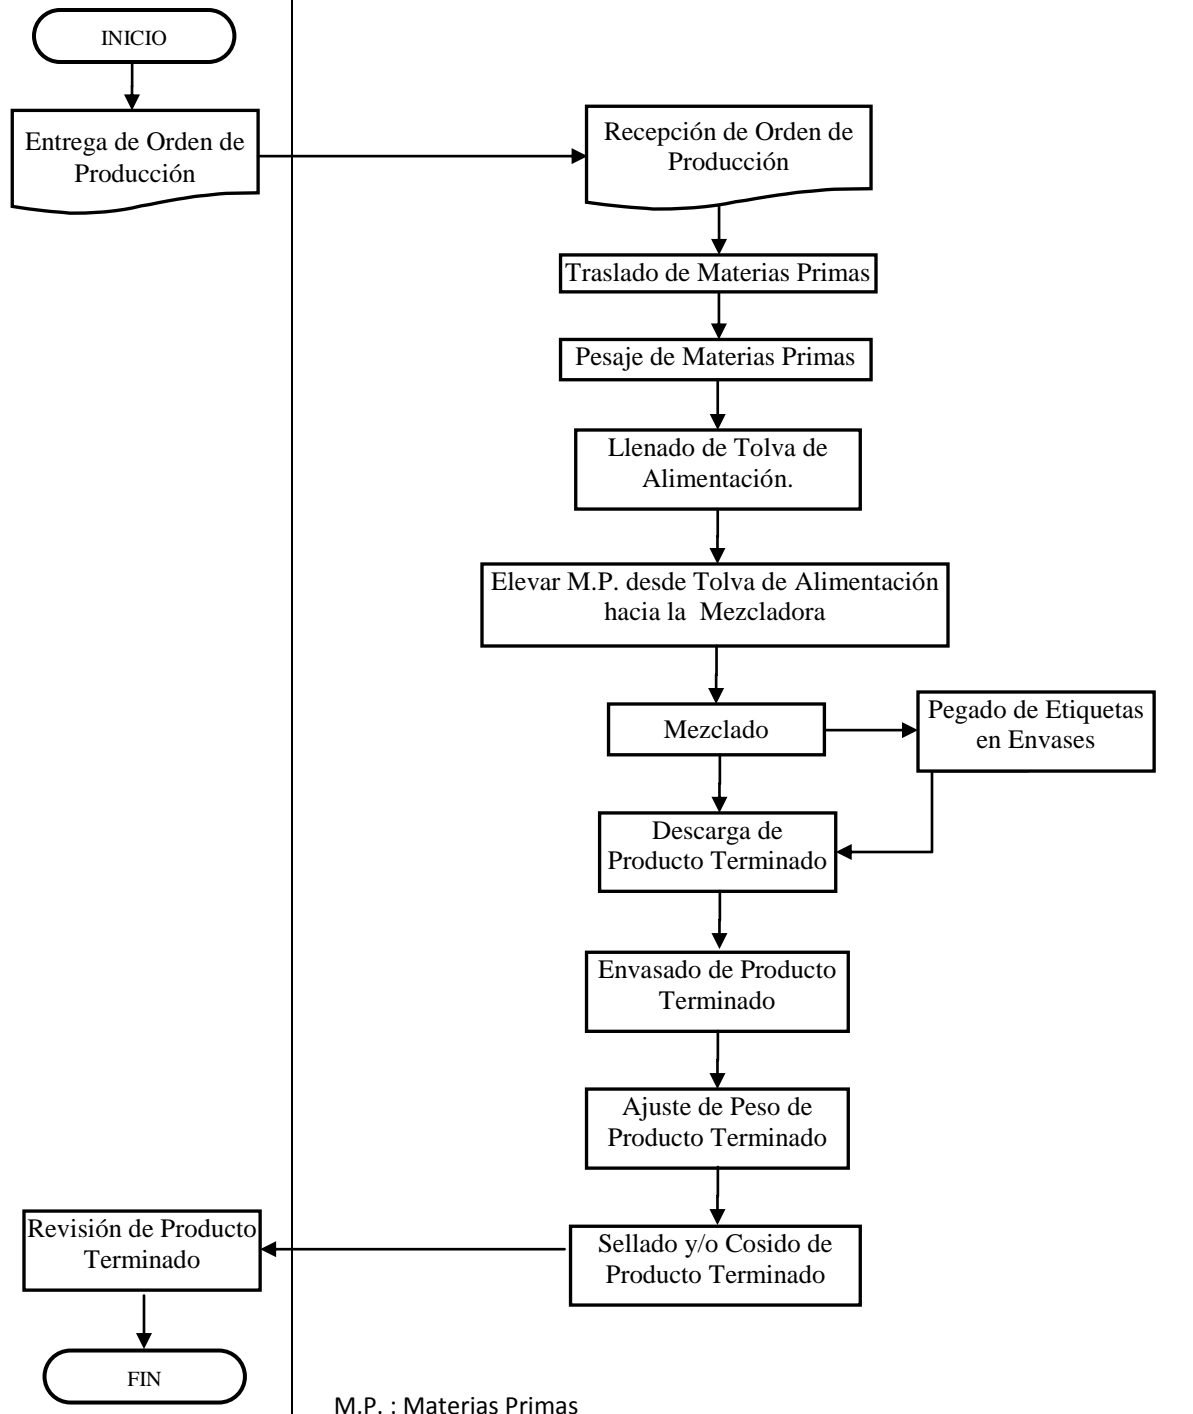 INICIO
Entrega de Orden de
Producción
Recepción de Orden de
Producción
Traslado de Materias Primas
Pesaje de Materias Primas
Llenado de Tolva de
Alimentación.
Elevar M.P. desde Tolva de Alimentación
hacia la Mezcladora
Mezclado
Pegado de Etiquetas
en Envases
Descarga de
Producto Terminado
Envasado de Producto
Terminado
Ajuste de Peso de
Producto Terminado
Sellado y/o Cosido de
Producto Terminado
Revisión de Producto
Terminado
FIN
M.P. : Materias Primas